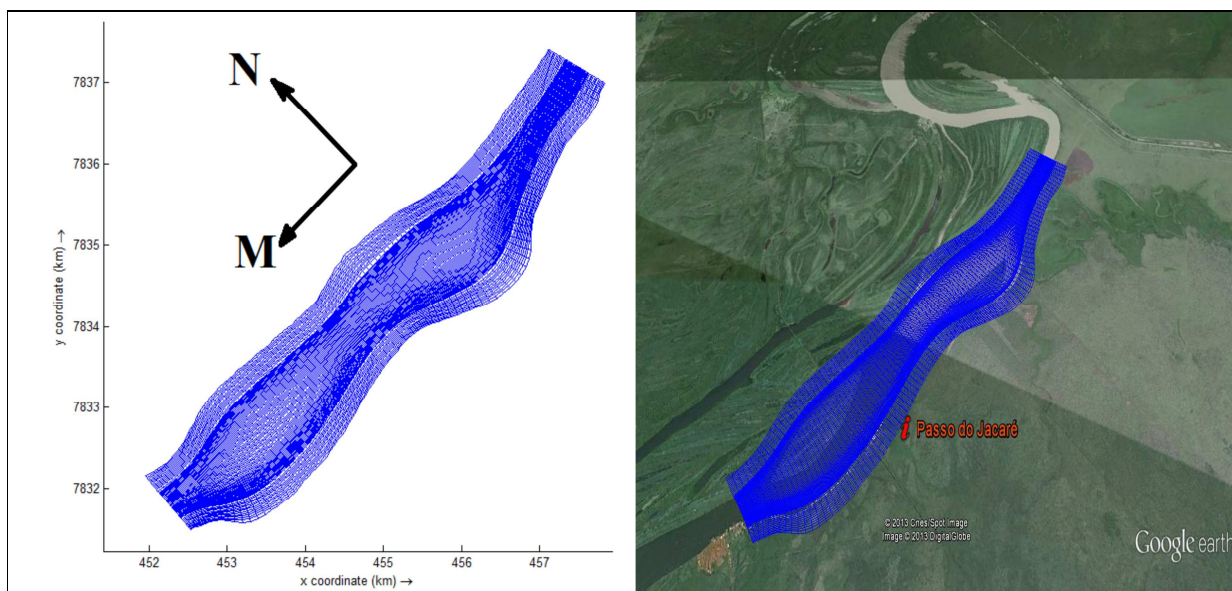 N
M
7837
7836
7835
7834
7833
7832
y coordinate (km) →
452
453
454
455
456
457
x coordinate (km) →
i Passo do Jacaré
© 2013 Cnes/Spot Image
Image © 2013 DigitalGlobe
Google earth